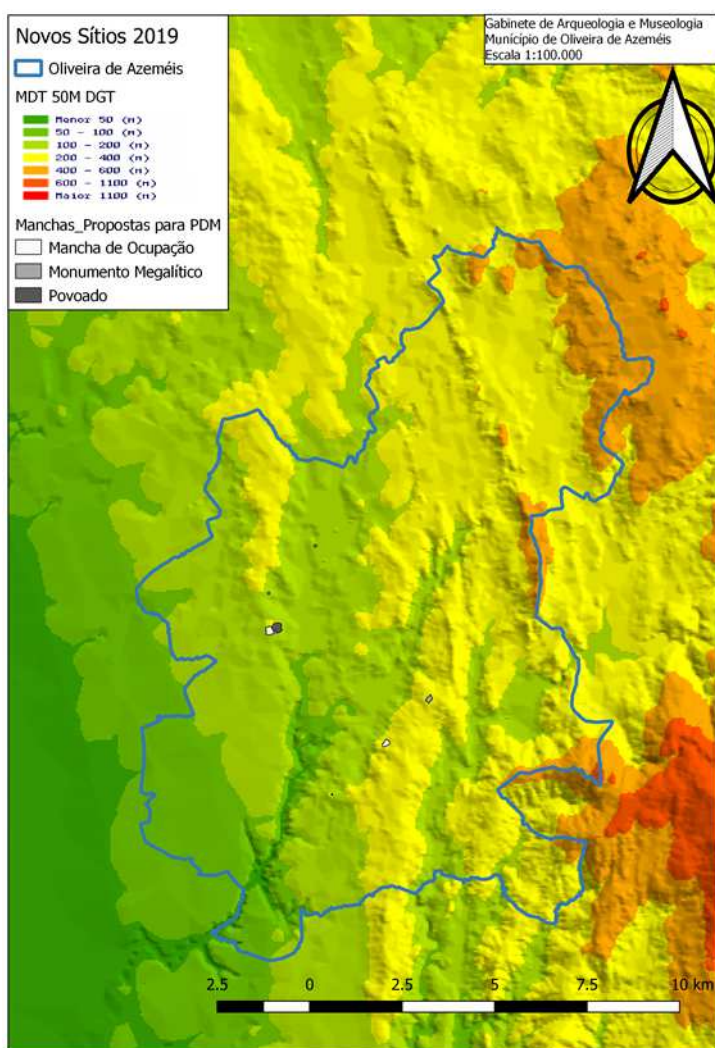 Novos Sítios 2019
Oliveira de Azeméis
MDT 50M DGT
Menor 50 (m)
50 - 100 (m)
100 - 200 (m)
200 - 400 (m)
400 - 600 (m)
600 - 1100 (m)
Maior 1100 (m)
Manchas_Propostas para PDM
Mancha de Ocupação
Monumento Megalítico
Povoado
Gabinete de Arqueologia e Museologia
Município de Oliveira de Azeméis
Escala 1:100.000
2.5 0 2.5 5 7.5 10 km